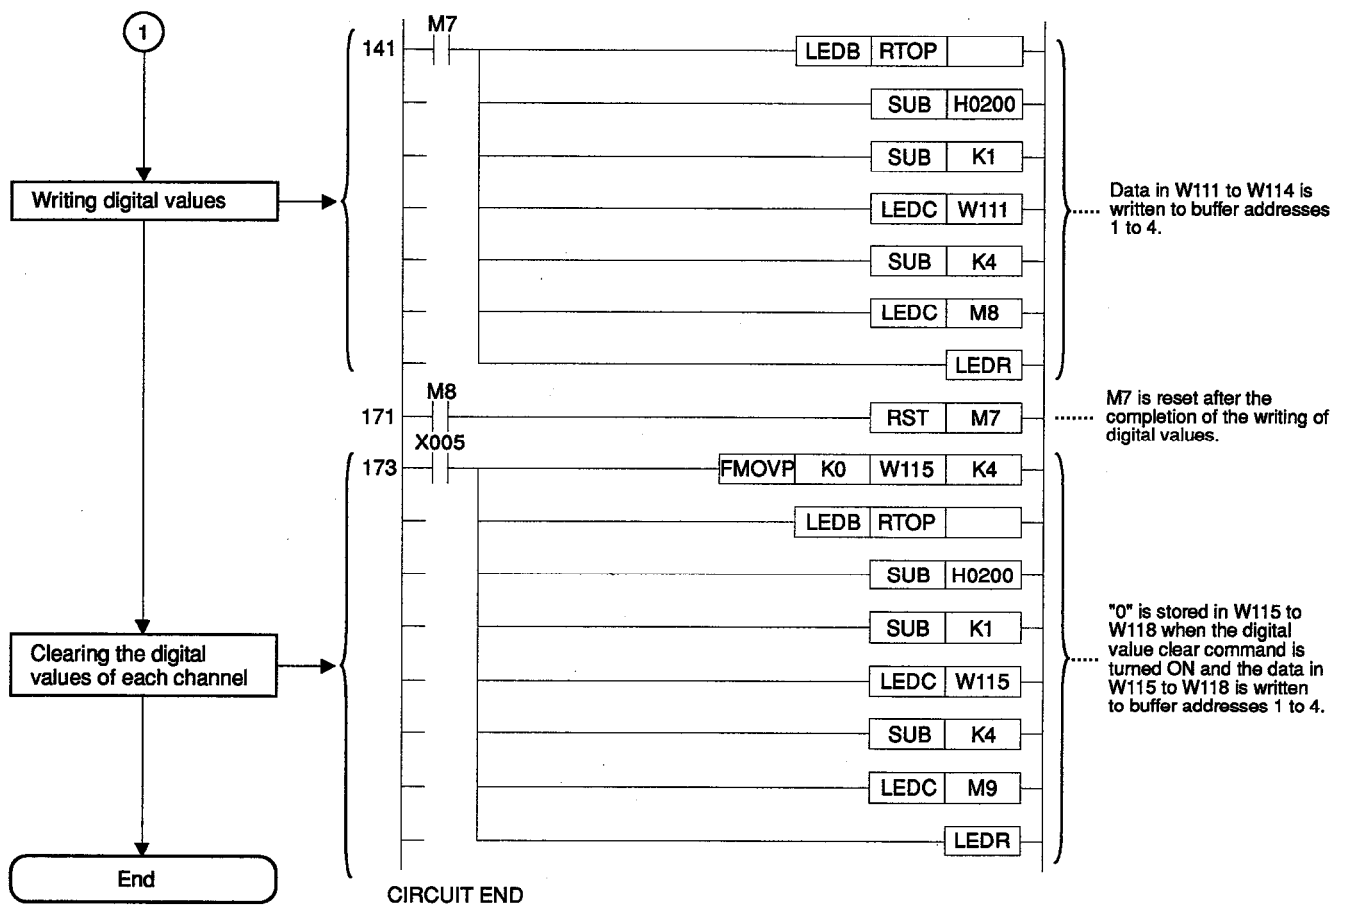 1
M7
141
LEDB RTOP
SUB H0200
SUB K1
Writing digital values
LEDC W111
SUB K4
LEDC M8
LEDR
Data in W111 to W114 is
written to buffer addresses
1 to 4.
M8
171
RST M7
M7 is reset after the
completion of the writing of
digital values.
X005
173
FMOVP K0 W115 K4
LEDB RTOP
SUB H0200
SUB K1
Clearing the digital
values of each channel
LEDC W115
SUB K4
LEDC M9
LEDR
"0" is stored in W115 to
W118 when the digital
value clear command is
turned ON and the data in
W115 to W118 is written
to buffer addresses 1 to 4.
End
CIRCUIT END